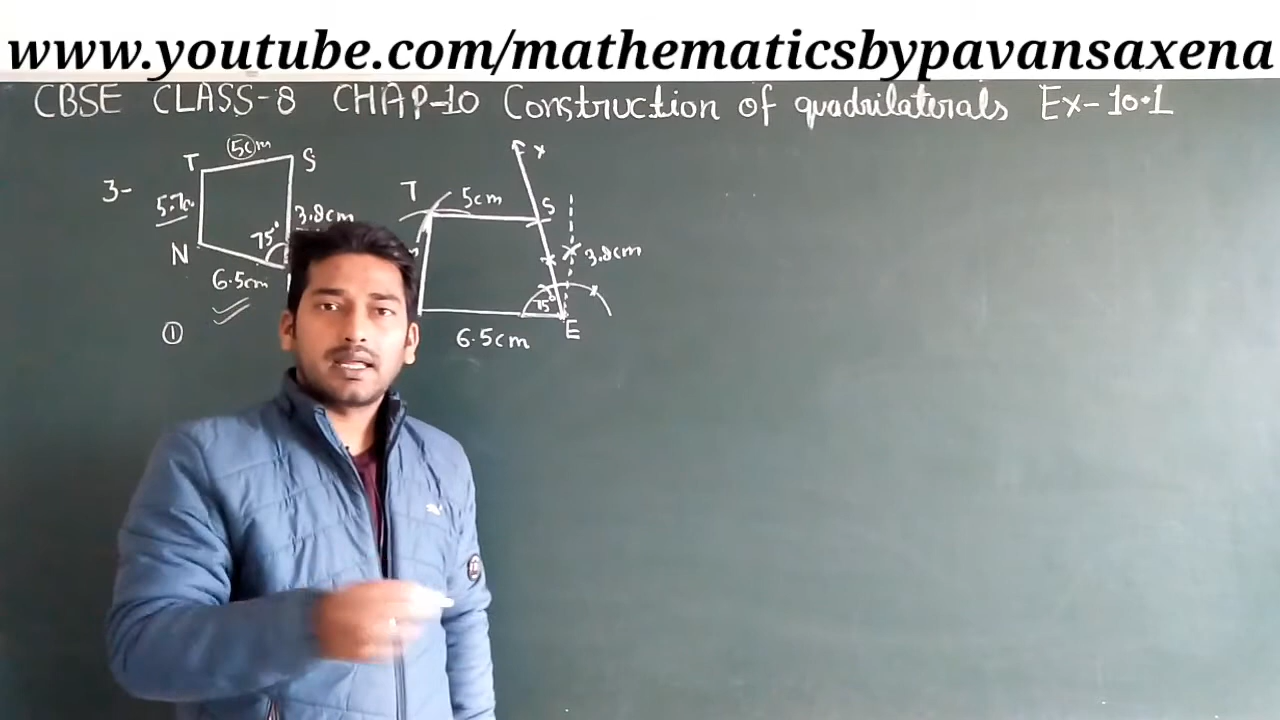 www.youtube.com/mathematicsbypavansaxena
CBSE CLASS-8 CHAP-10 Construction of quadrilaterals Ex-10.1
3-
T 5cm S
3.8cm
75°
N
6.5cm
①
x
T 5cm S
3.8cm
75°
E
6.5cm